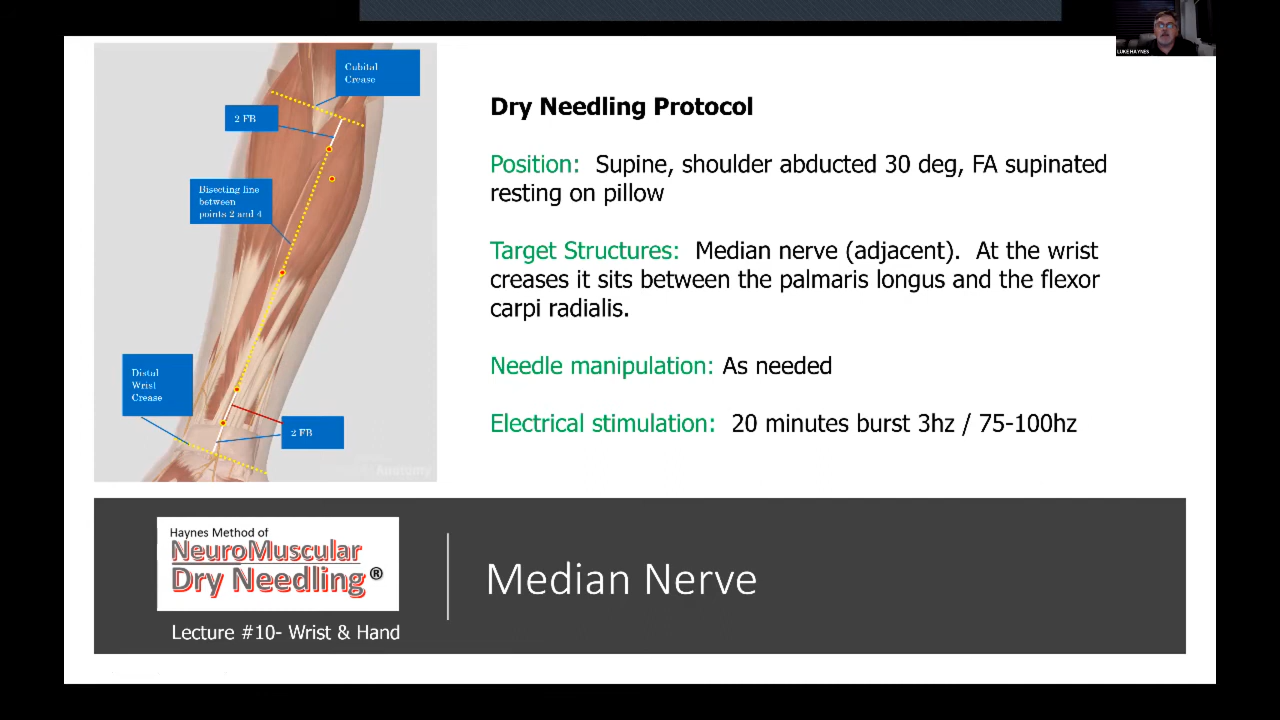 LUKE HAYNES
Cubital
Crease
2 FB
Bisecting line
between
points 2 and 4
Distal
Wrist
Crease
2 FB
Anatomy
Dry Needling Protocol
Position: Supine, shoulder abducted 30 deg, FA supinated
resting on pillow
Target Structures: Median nerve (adjacent). At the wrist
creases it sits between the palmaris longus and the flexor
carpi radialis.
Needle manipulation: As needed
Electrical stimulation: 20 minutes burst 3hz / 75-100hz
Haynes Method of
NeuroMuscular
Dry Needling®
Lecture #10- Wrist & Hand
Median Nerve